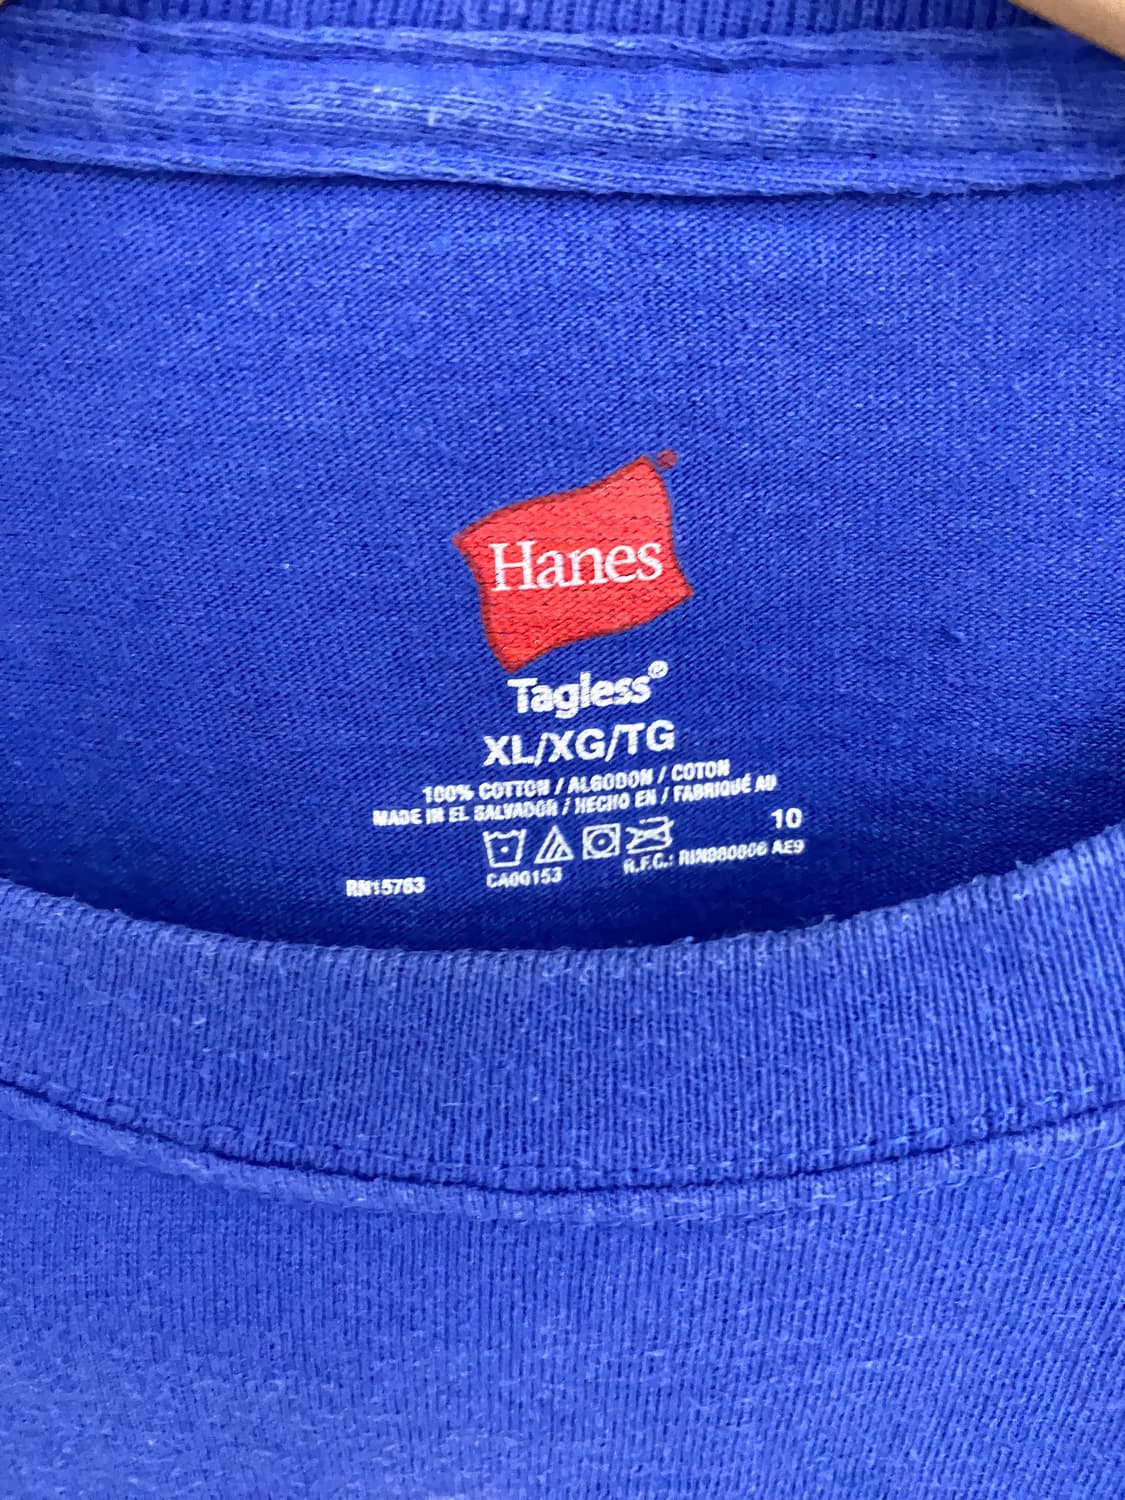 Hanes
Tagless®
XL/XG/TG
100% COTTON / ALGODON / COTON
MADE IN EL SALVADOR / HECHO EN / FABRIQUÉ AU
10
RN15763 CA00153 R.F.C.: RIN980806 AE9